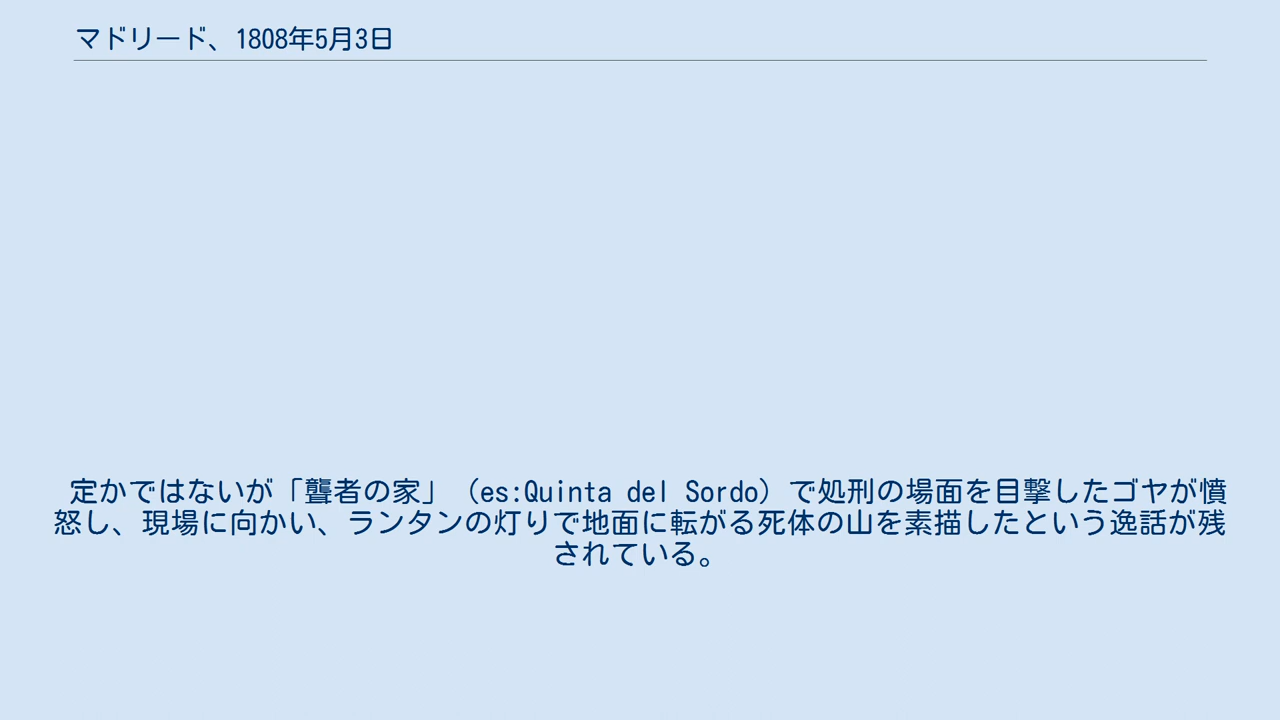 マドリード、1808年5月3日
定かではないが「聾者の家」（es:Quinta del Sordo）で処刑の場面を目撃したゴヤが憤
怒し、現場に向かい、ランタンの灯りで地面に転がる死体の山を素描したという逸話が残
されている。